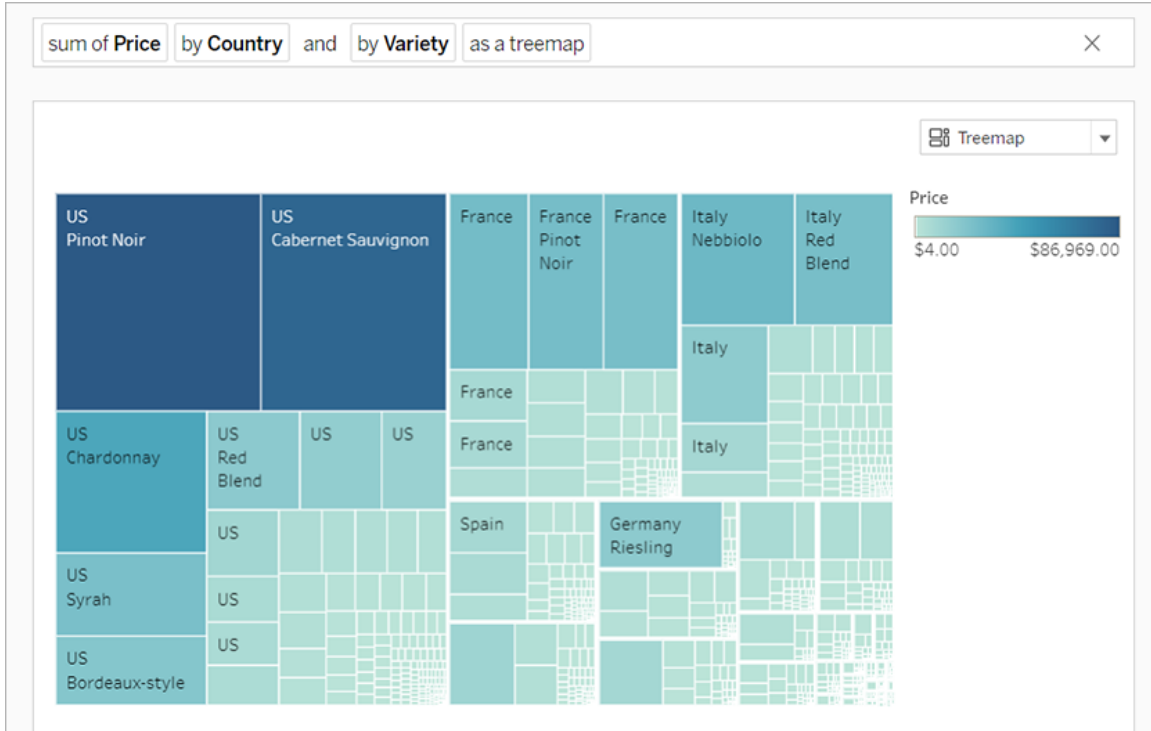 sum of Price by Country and by Variety as a treemap
Treemap
Price
$4.00 $86,969.00
US
Pinot Noir
US
Cabernet Sauvignon
France
France
Pinot
Noir
France
Italy
Nebbiolo
Italy
Red
Blend
France
France
Italy
Italy
US
Chardonnay
US
Red
Blend
US
US
US
Syrah
US
US
US
US
Bordeaux-style
Spain
Germany
Riesling